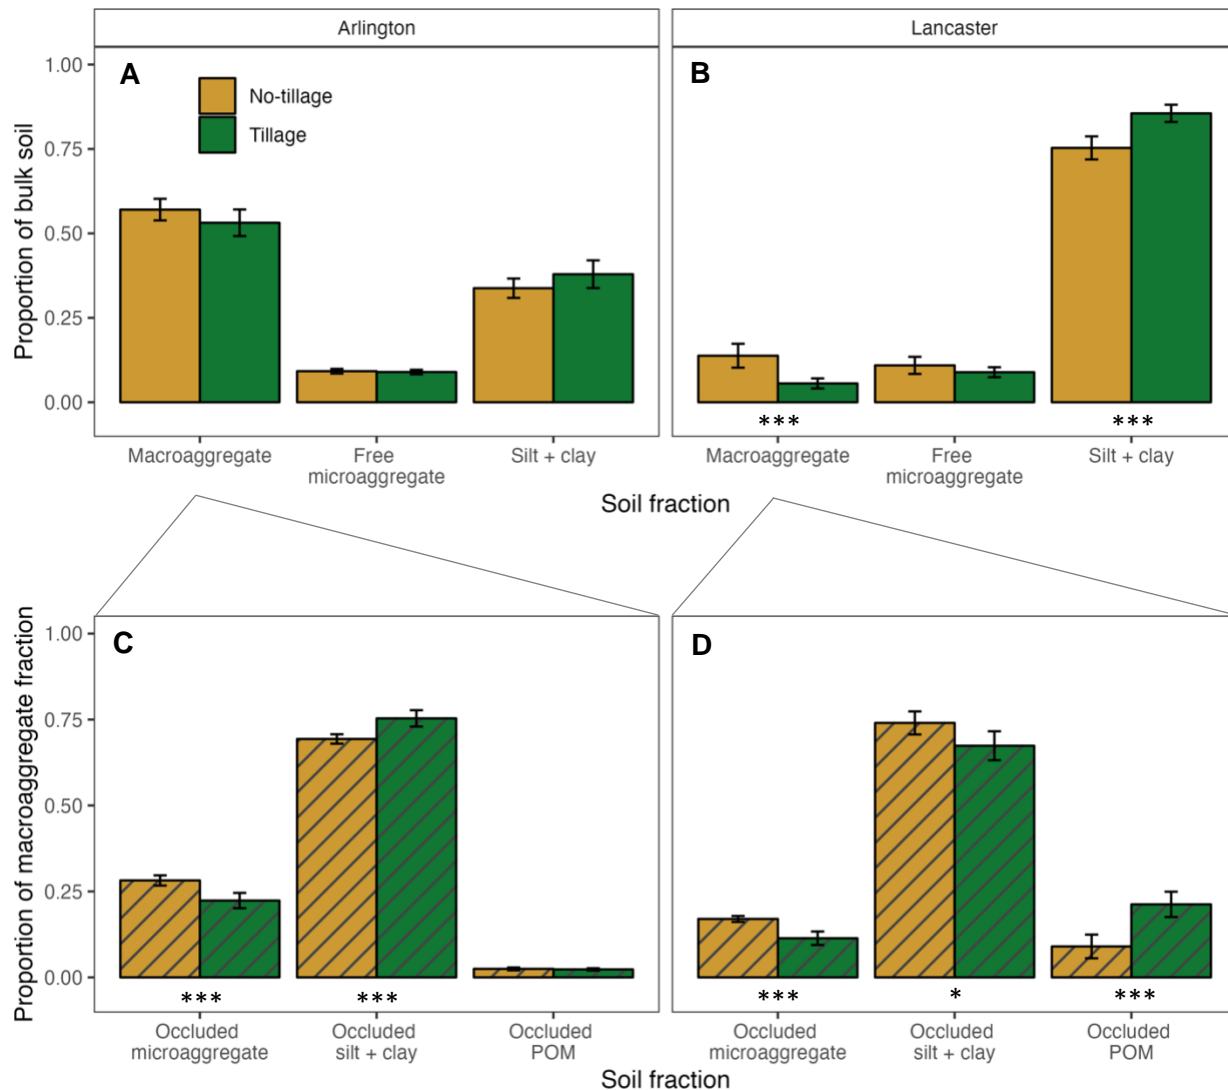 Arlington
Lancaster
A
B
No-tillage
Tillage
Proportion of bulk soil
1.00
0.75
0.50
0.25
0.00
*** ***
Macroaggregate Free microaggregate Silt + clay
Macroaggregate Free microaggregate Silt + clay
Soil fraction
C
D
Proportion of macroaggregate fraction
1.00
0.75
0.50
0.25
0.00
*** ***
*** * ***
Occluded microaggregate Occluded silt + clay Occluded POM
Occluded microaggregate Occluded silt + clay Occluded POM
Soil fraction